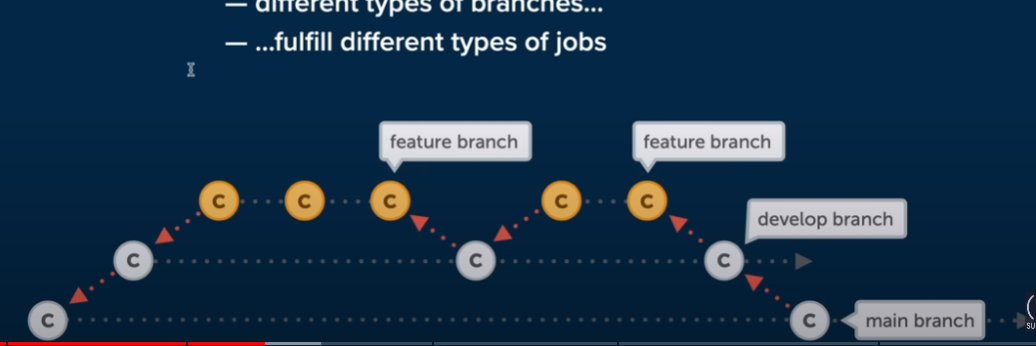 — different types of branches...
— ...fulfill different types of jobs
feature branch
feature branch
C
C
C
C
C
develop branch
C
C
C
C
C
main branch